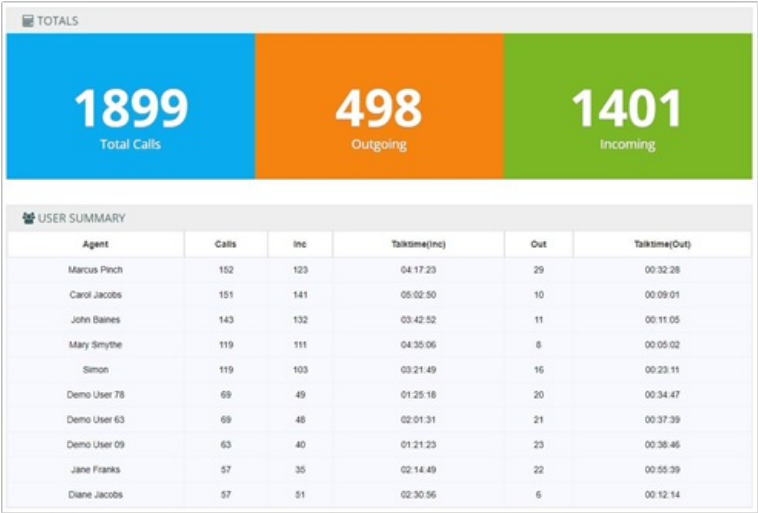 TOTALS
1899 498 1401
Total Calls Outgoing Incoming
USER SUMMARY
Agent Calls Inc Talktime(Inc) Out Talktime(Out)
Marcus Pinch 152 123 04:17:23 29 00:32:28
Carol Jacobs 151 141 05:02:50 10 00:09:01
John Baines 143 132 03:42:52 11 00:11:05
Mary Smythe 119 111 04:35:06 8 00:05:02
Simon 119 103 03:21:49 16 00:23:11
Demo User 78 69 49 01:25:18 20 00:34:47
Demo User 63 69 48 02:01:31 21 00:37:39
Demo User 09 63 40 01:21:23 23 00:38:46
Jane Franks 57 35 02:14:49 22 00:55:39
Diane Jacobs 57 51 02:30:56 6 00:12:14